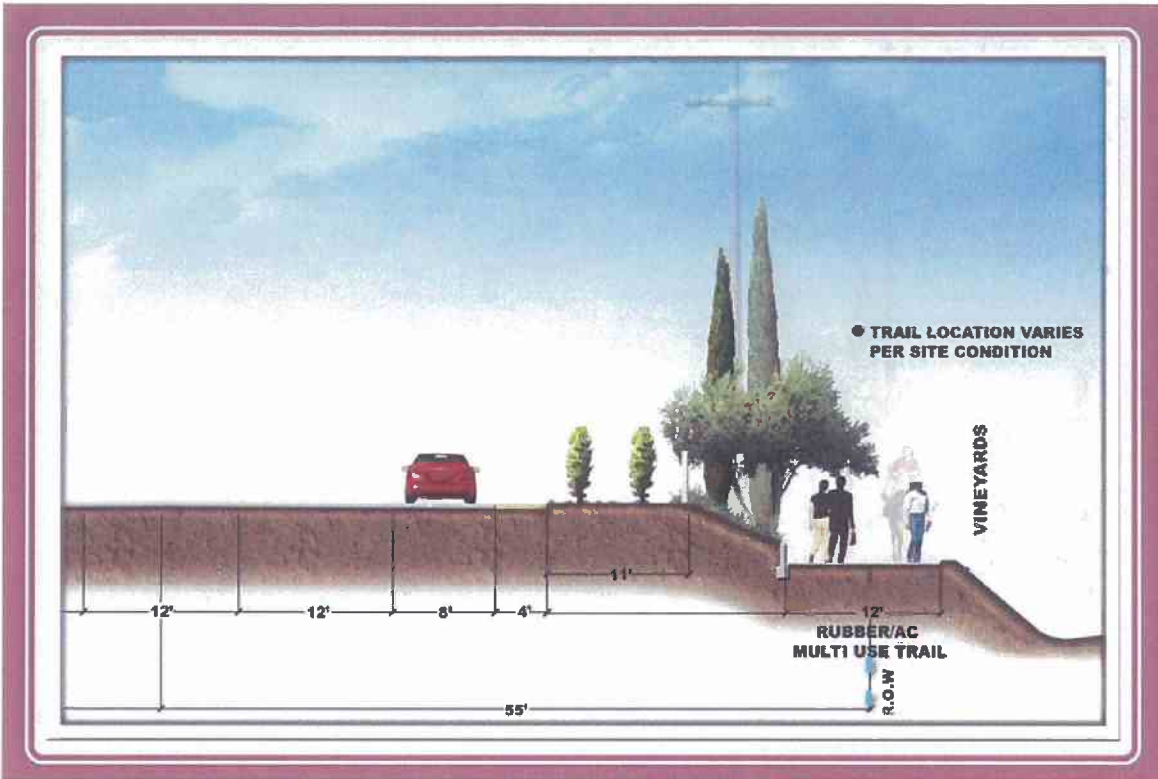 ● TRAIL LOCATION VARIES
PER SITE CONDITION
VINEYARDS
11'
12'
12'
8'
4'
12'
RUBBER/AC
MULTI USE TRAIL
R.O.W
55'